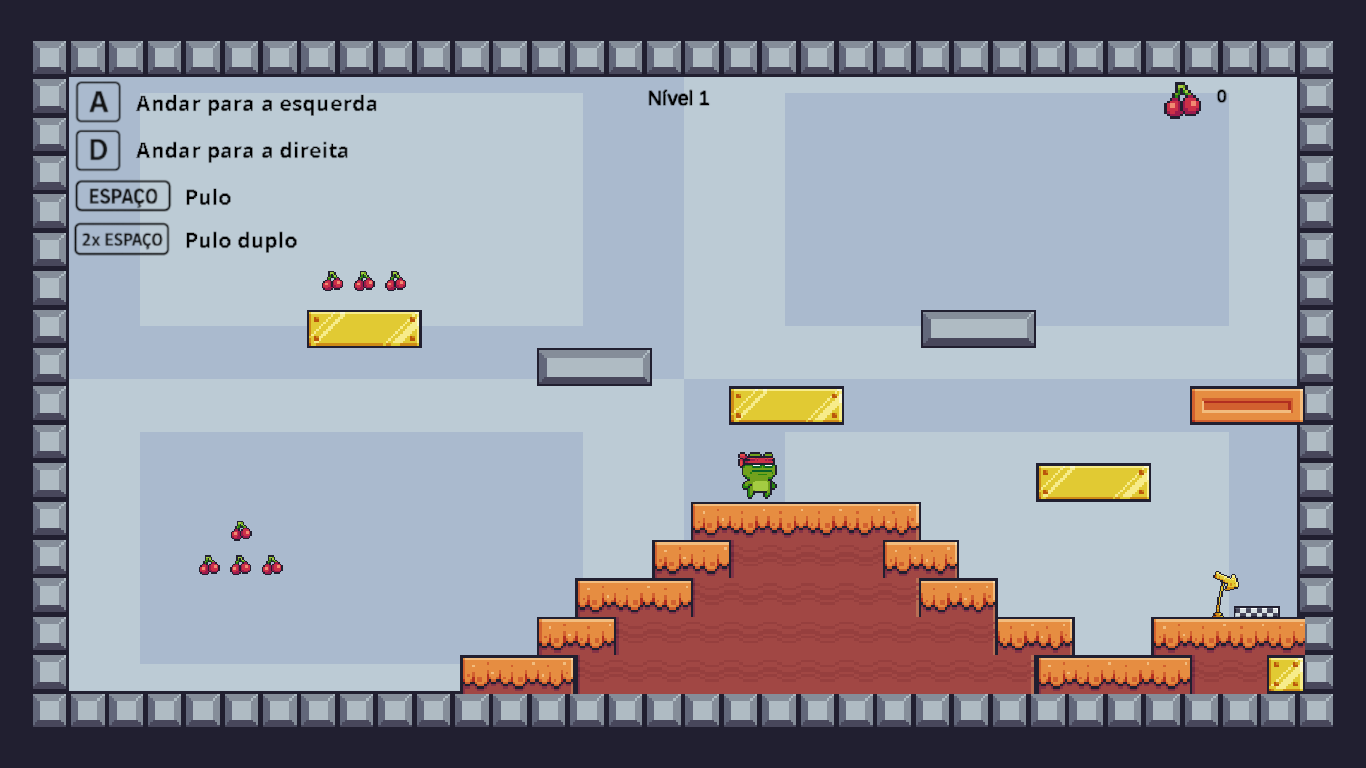 Nível 1
0
A Andar para a esquerda
D Andar para a direita
ESPAÇO Pulo
2x ESPAÇO Pulo duplo